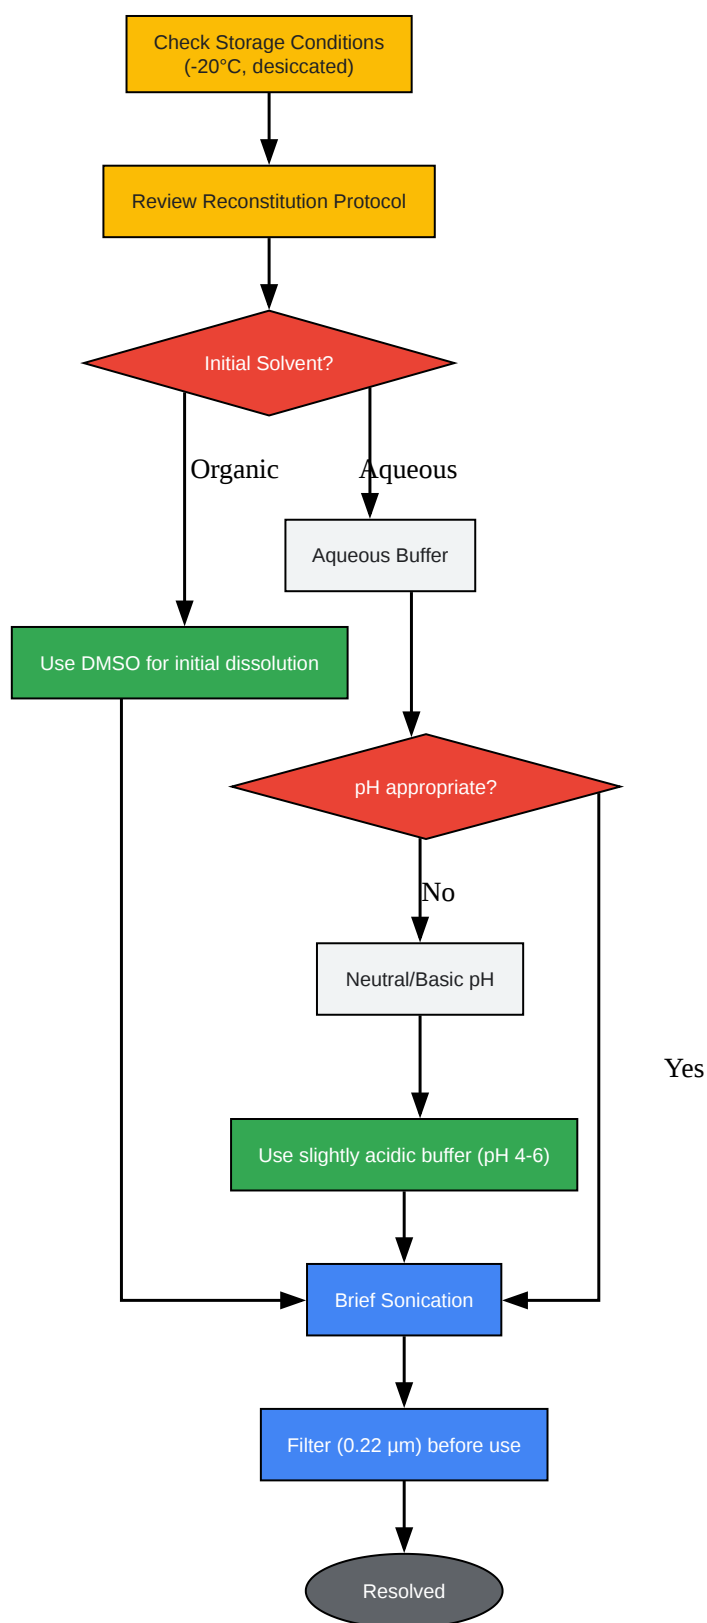 Check Storage Conditions
(-20°C, desiccated)
Review Reconstitution Protocol
Initial Solvent?
Organic
Aqueous
Aqueous Buffer
Use DMSO for initial dissolution
pH appropriate?
No
Neutral/Basic pH
Yes
Use slightly acidic buffer (pH 4-6)
Brief Sonication
Filter (0.22 µm) before use
Resolved